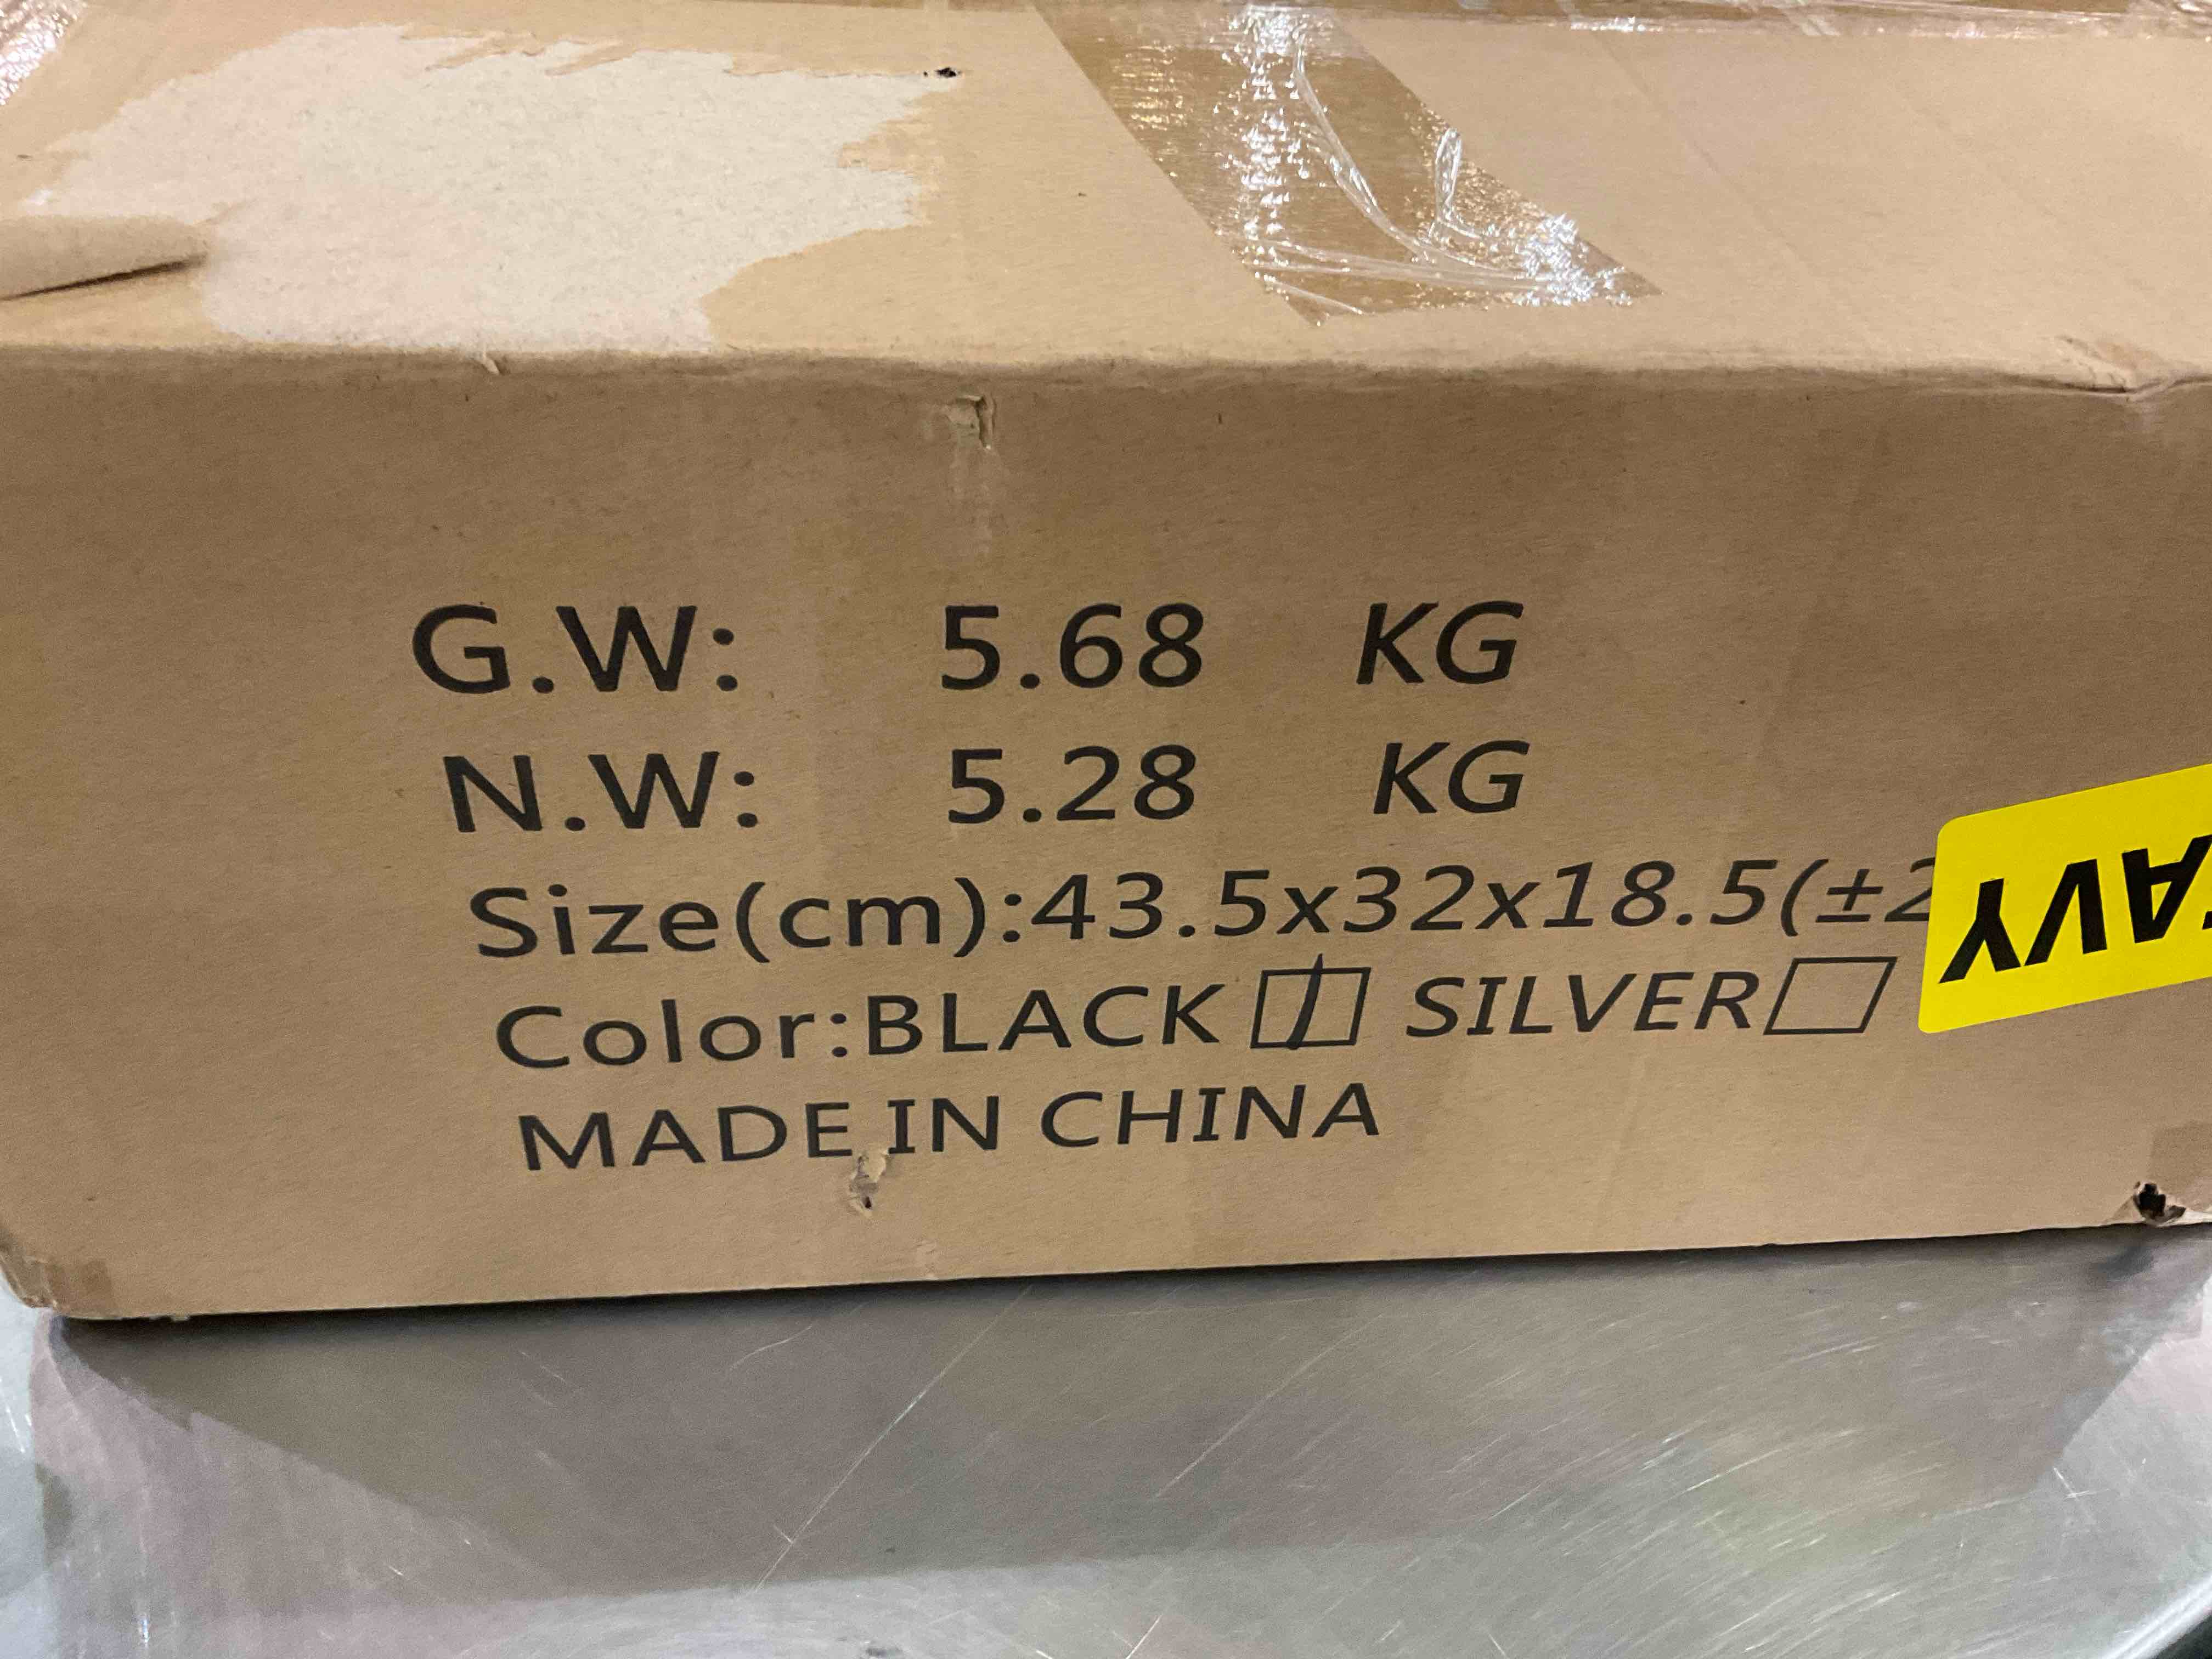 G.W: 5.68 KG
N.W: 5.28 KG
Size(cm):43.5x32x18.5(±2
Color:BLACK SILVER
MADE IN CHINA
AVY